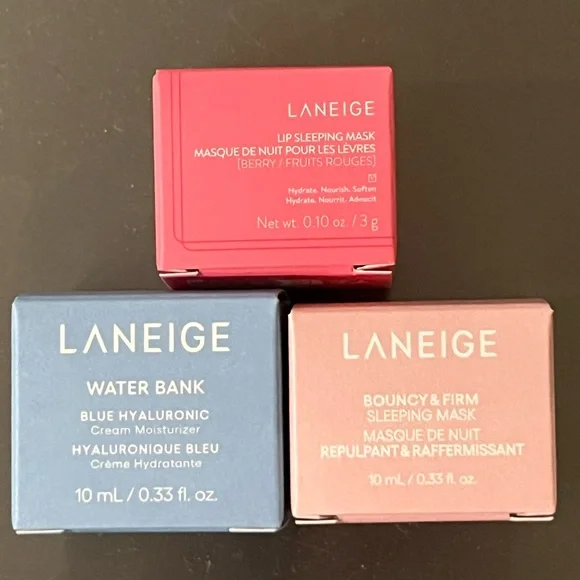 LANEIGE
LIP SLEEPING MASK
MASQUE DE NUIT POUR LES LÈVRES
[BERRY / FRUITS ROUGES]
Hydrate. Nourish. Soften
Hydrate. Nourrit. Adoucit
Net wt. 0.10 oz. / 3 g
LANEIGE
WATER BANK
BLUE HYALURONIC
Cream Moisturizer
HYALURONIQUE BLEU
Crème Hydratante
10 mL / 0.33 fl. oz.
LANEIGE
BOUNCY & FIRM
SLEEPING MASK
MASQUE DE NUIT
REPULPANT & RAFFERMISSANT
10 mL / 0.33 fl. oz.